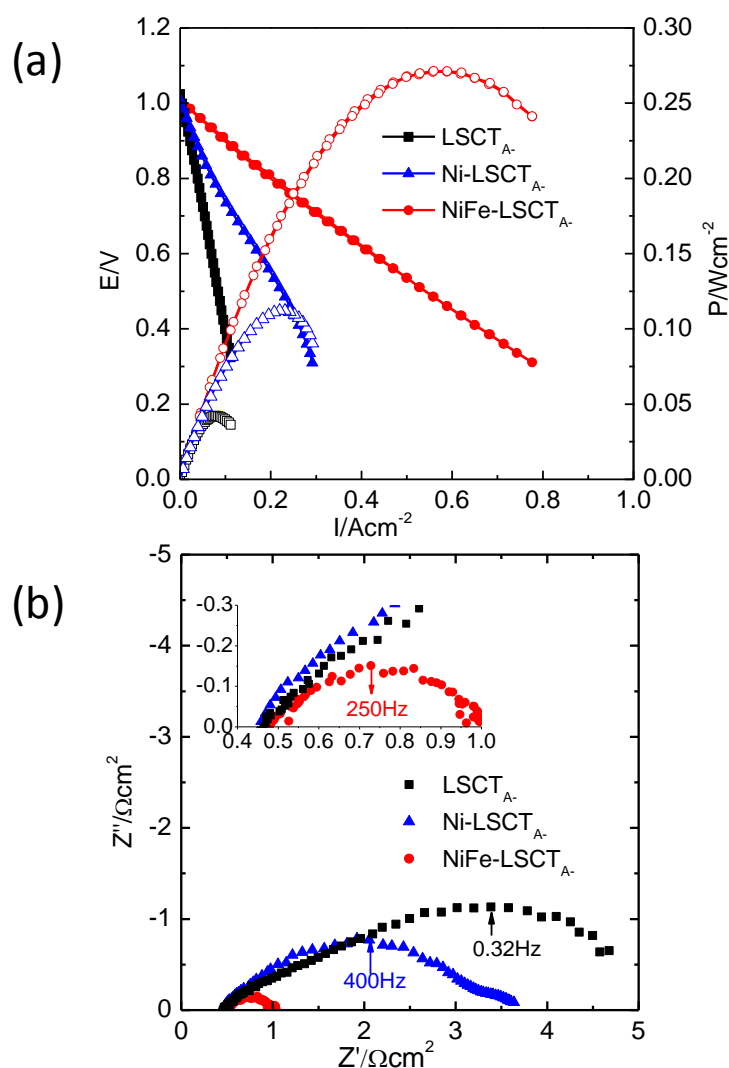 (a)
1.2
1.0
0.8
0.6
0.4
0.2
0.0
E/V
0.30
0.25
0.20
0.15
0.10
0.05
0.00
P/Wcm-2
LSCTA-
Ni-LSCTA-
NiFe-LSCTA-
0.0 0.2 0.4 0.6 0.8 1.0
I/Acm-2
(b)
-5
-4
-3
-2
-1
0
Z''/Ωcm2
-0.3
-0.2
-0.1
0.0
250Hz
0.4 0.5 0.6 0.7 0.8 0.9 1.0
LSCTA-
Ni-LSCTA-
NiFe-LSCTA-
0.32Hz
400Hz
0 1 2 3 4 5
Z'/Ωcm2